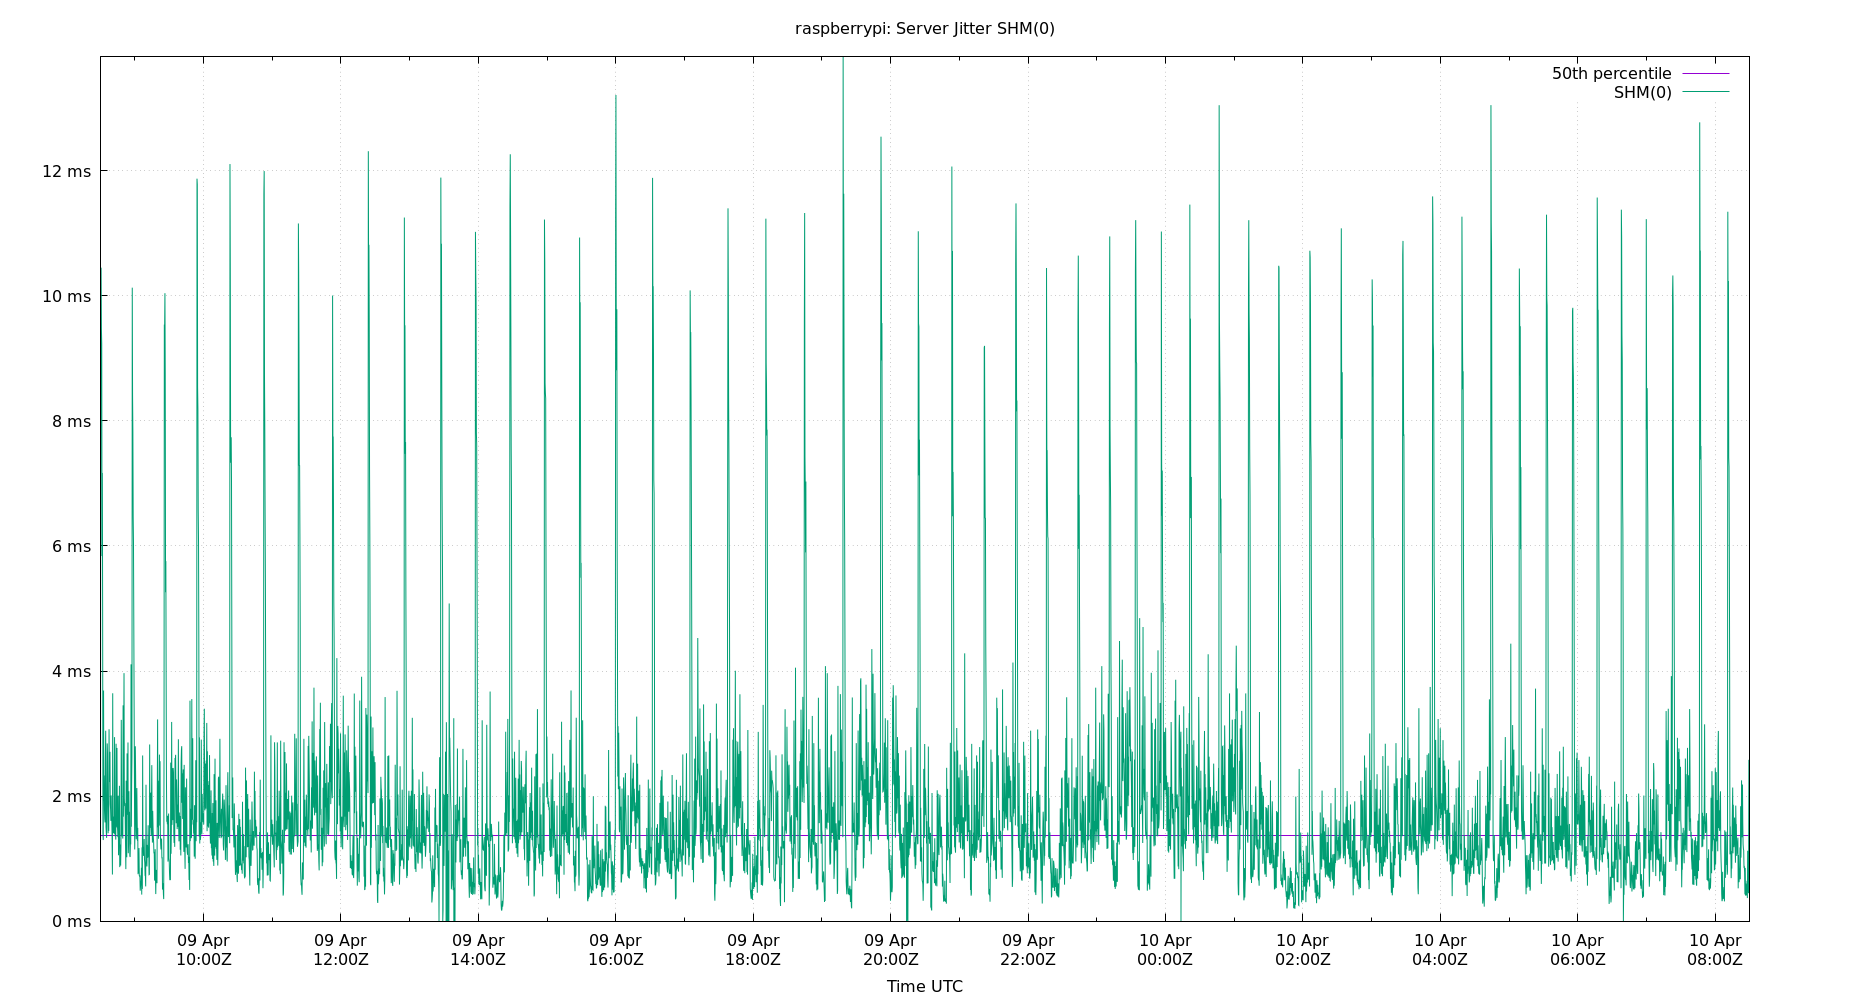 raspberrypi: Server Jitter SHM(0)
50th percentile
SHM(0)
12 ms
10 ms
8 ms
6 ms
4 ms
2 ms
0 ms
09 Apr 09 Apr 09 Apr 09 Apr 09 Apr 09 Apr 09 Apr 10 Apr 10 Apr 10 Apr 10 Apr 10 Apr
10:00Z 12:00Z 14:00Z 16:00Z 18:00Z 20:00Z 22:00Z 00:00Z 02:00Z 04:00Z 06:00Z 08:00Z
Time UTC